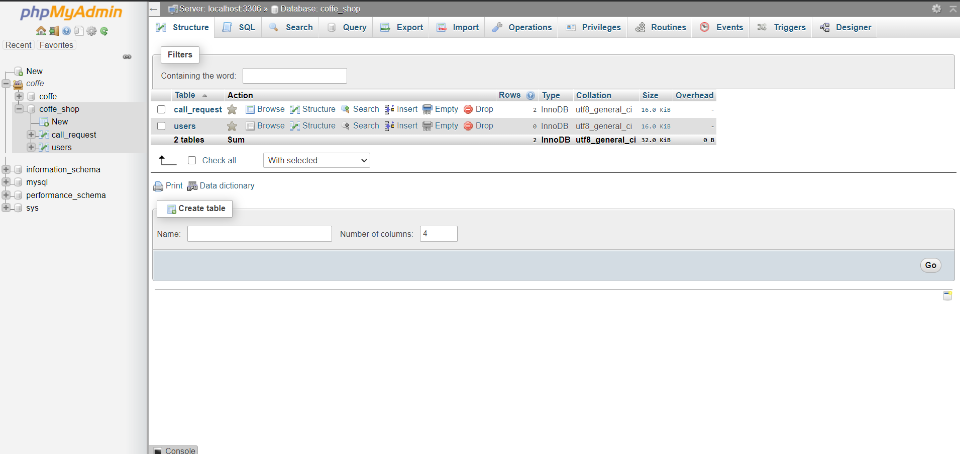 phpMyAdmin
Recent Favorites
New
coffe
coffe
coffe_shop
New
call_request
users
information_schema
mysql
performance_schema
sys
Server: localhost:3306 » Database: coffe_shop
Structure SQL Search Query Export Import Operations Privileges Routines Events Triggers Designer
Filters
Containing the word:
Table Action Rows Type Collation Size Overhead
call_request Browse Structure Search Insert Empty Drop 2 InnoDB utf8_general_ci 16.0 KiB -
users Browse Structure Search Insert Empty Drop 0 InnoDB utf8_general_ci 16.0 KiB -
2 tables Sum 2 InnoDB utf8_general_ci 32.0 KiB 0 B
Check all With selected
Print Data dictionary
Create table
Name: Number of columns: 4
Go
Console